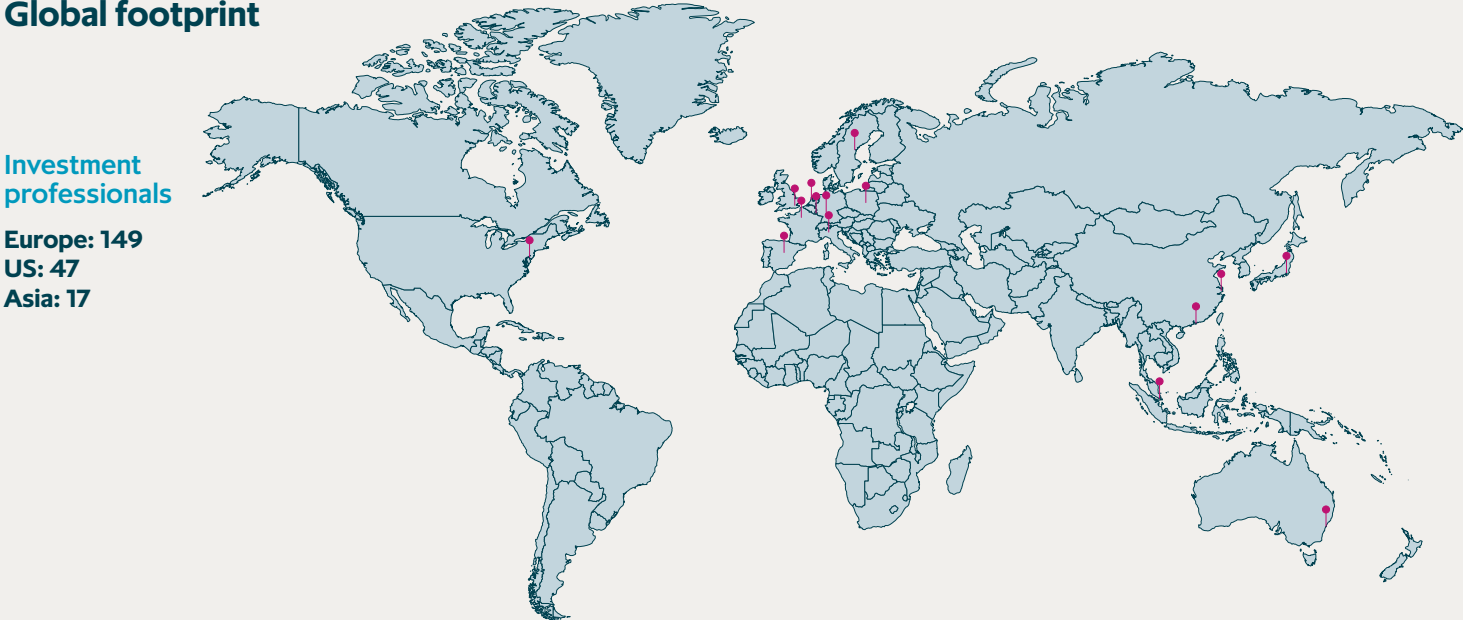 Global footprint
Investment
professionals
Europe: 149
US: 47
Asia: 17